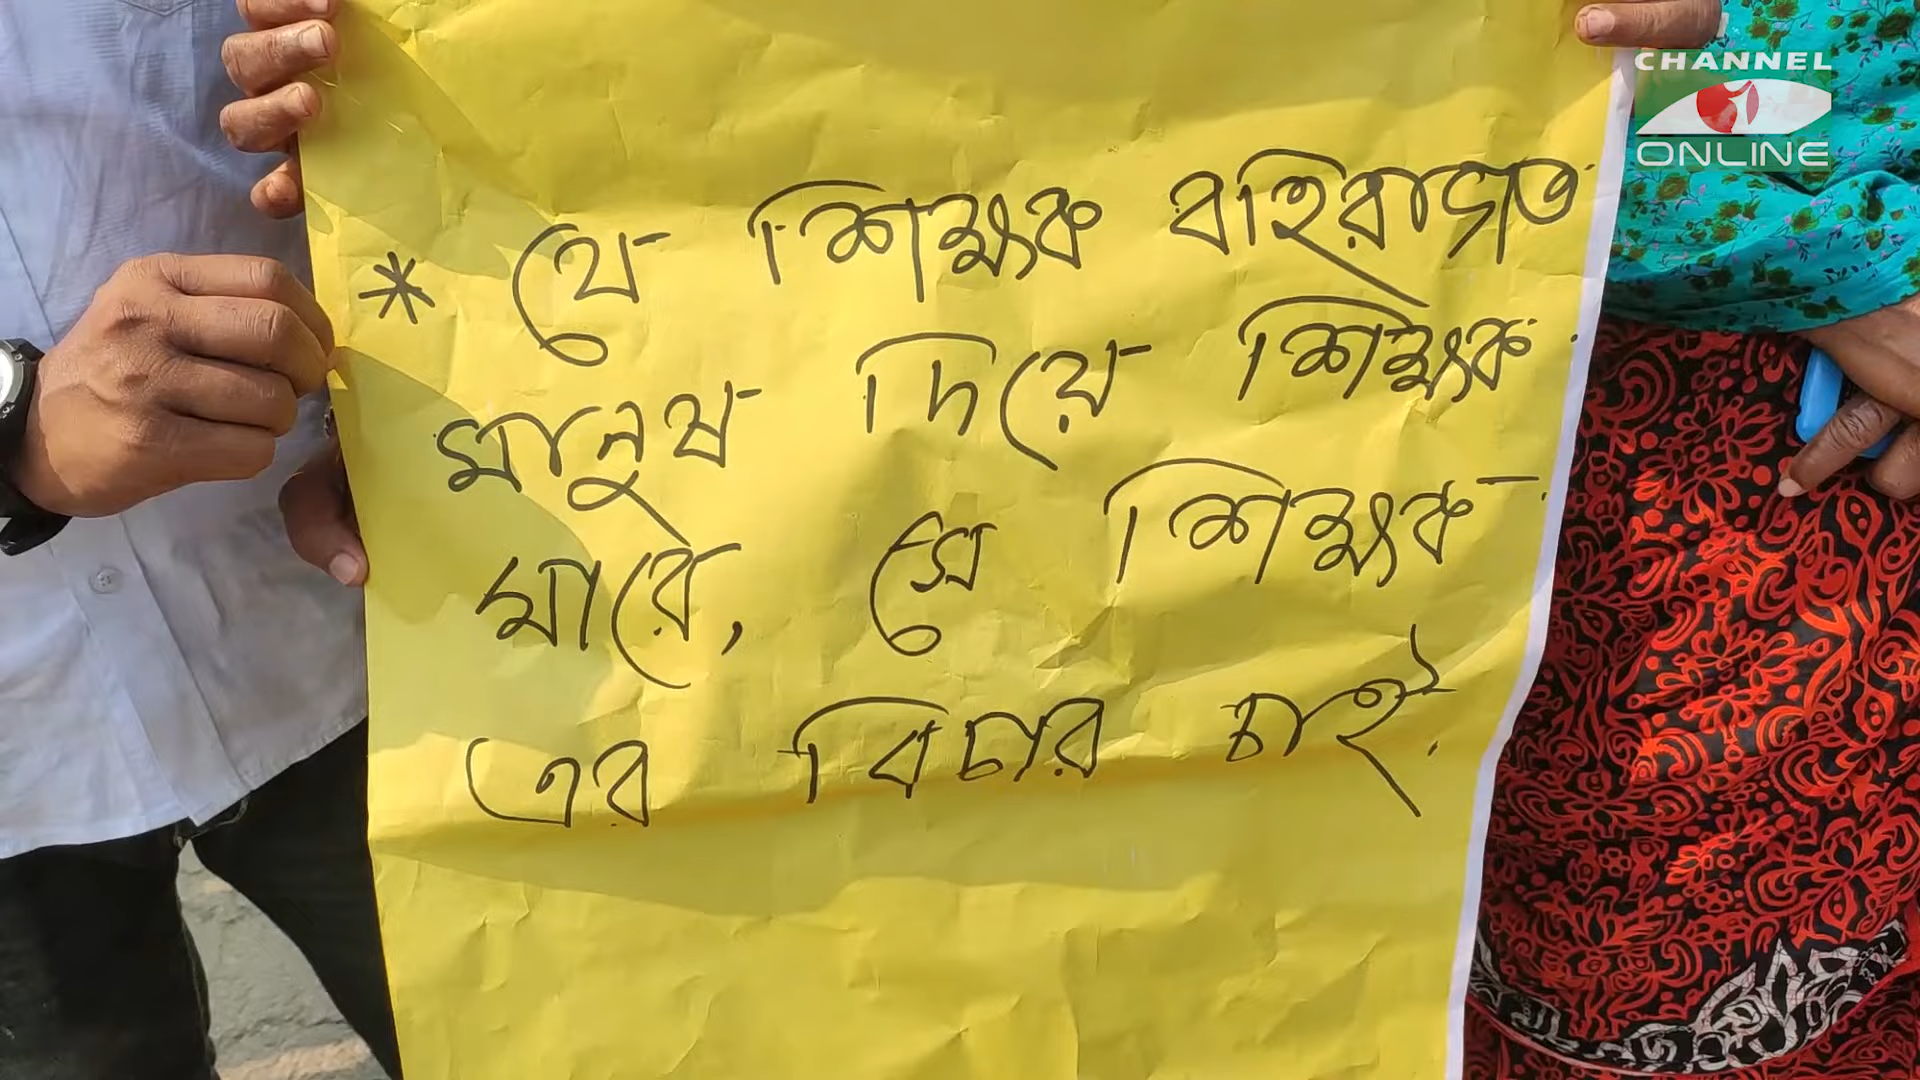 CHANNEL
ONLINE
* যে শিক্ষক বহিরাগত
মানুষ দিয়ে শিক্ষক
মারে, সে শিক্ষক
এর বিচার চাই.